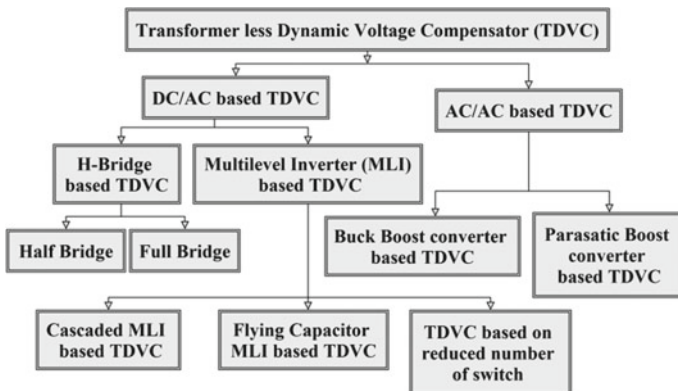 Transformer less Dynamic Voltage Compensator (TDVC)
DC/AC based TDVC
AC/AC based TDVC
H-Bridge
based TDVC
Multilevel Inverter (MLI)
based TDVC
Half Bridge
Full Bridge
Buck Boost converter
based TDVC
Parasatic Boost
converter
based TDVC
Cascaded MLI
based TDVC
Flying Capacitor
MLI based TDVC
TDVC based on
reduced number
of switch